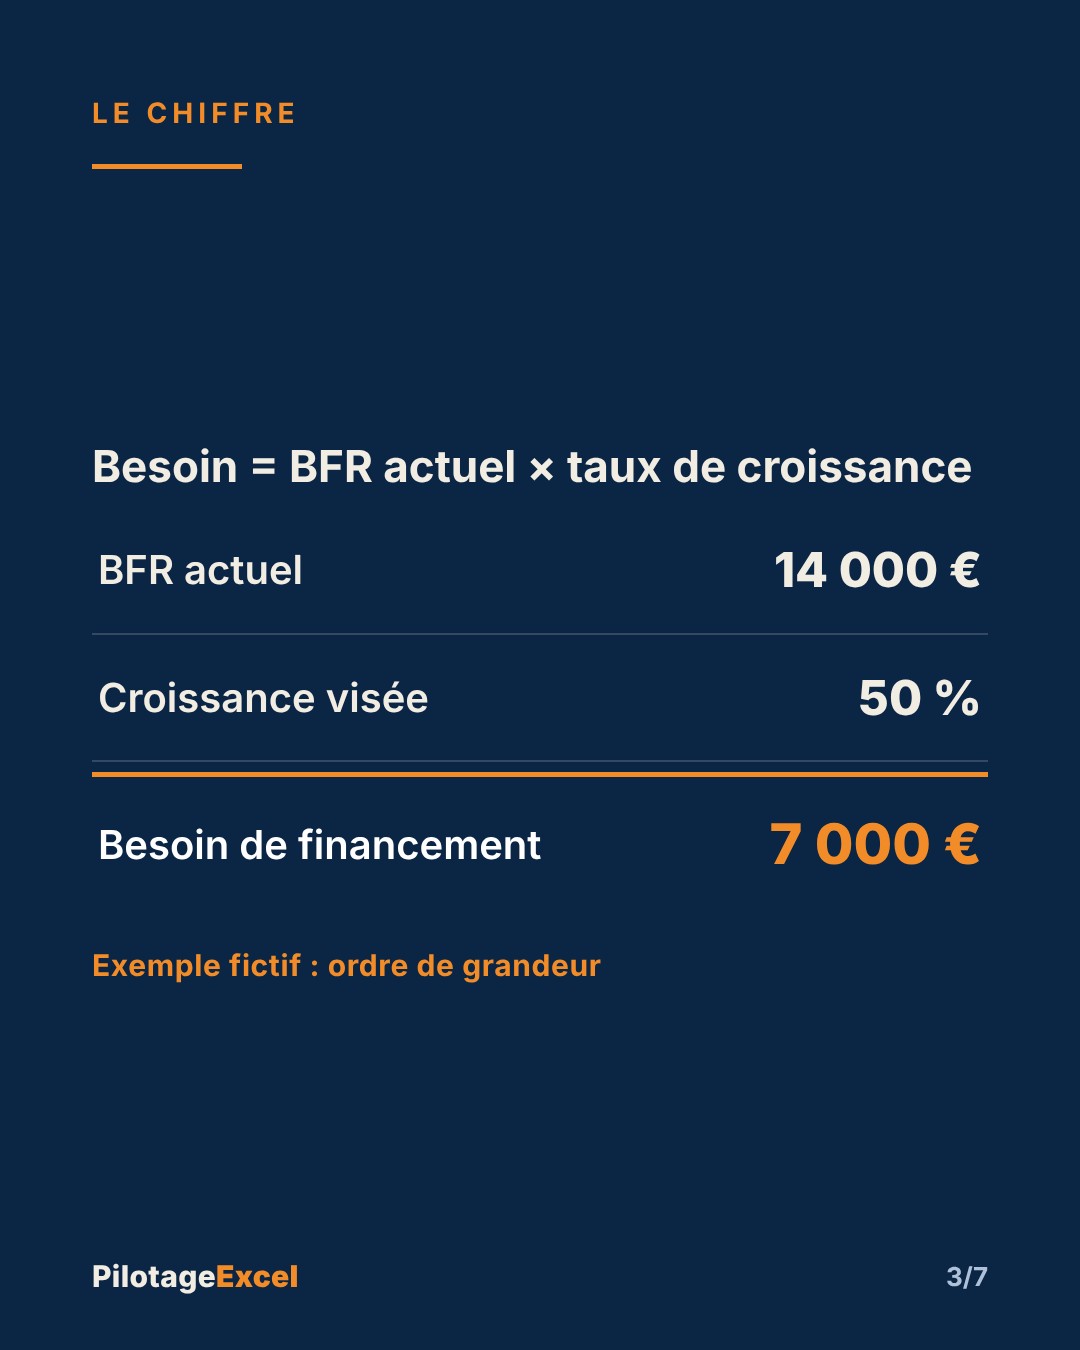 LE CHIFFRE
Besoin = BFR actuel × taux de croissance
BFR actuel 14 000 €
Croissance visée 50 %
Besoin de financement 7 000 €
Exemple fictif : ordre de grandeur
PilotageExcel 3/7